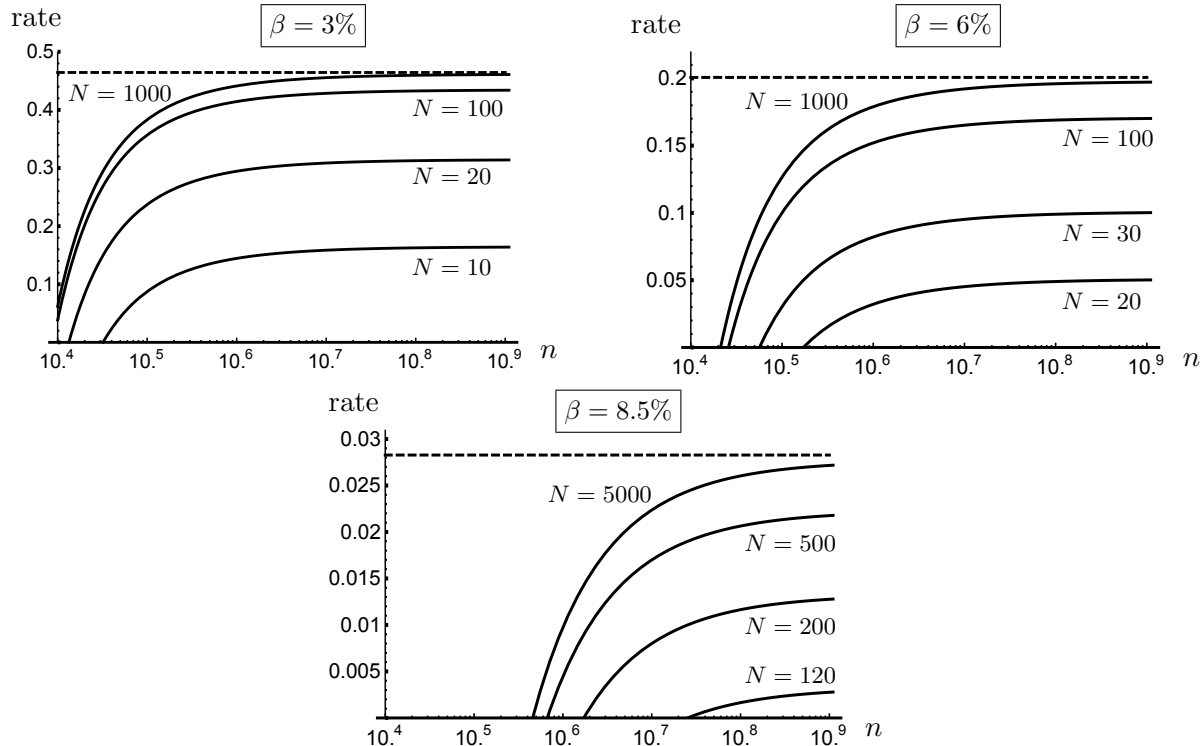 rate
β = 3%
0.5
0.4
0.3
0.2
0.1
N = 1000
N = 100
N = 20
N = 10
10.⁴ 10.⁵ 10.⁶ 10.⁷ 10.⁸ 10.⁹ n
rate
β = 6%
0.2
0.15
0.1
0.05
N = 1000
N = 100
N = 30
N = 20
10.⁴ 10.⁵ 10.⁶ 10.⁷ 10.⁸ 10.⁹ n
rate
β = 8.5%
0.03
0.025
0.02
0.015
0.01
0.005
N = 5000
N = 500
N = 200
N = 120
10.⁴ 10.⁵ 10.⁶ 10.⁷ 10.⁸ 10.⁹ n